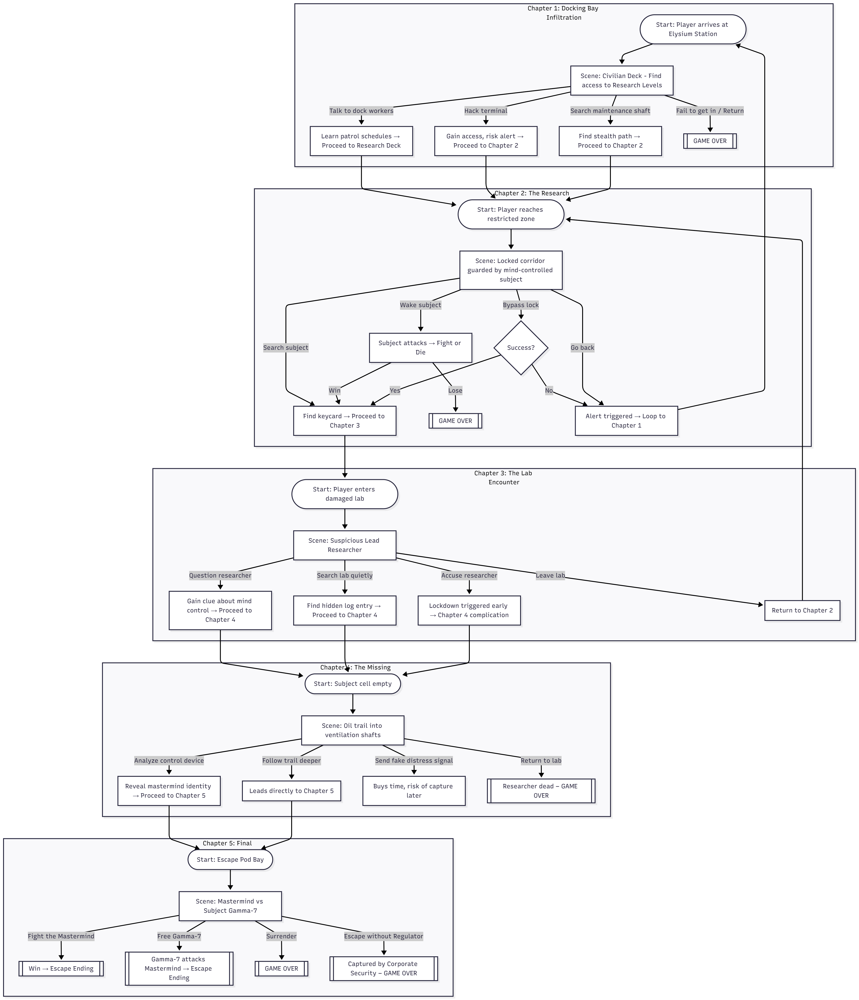 Chapter 1: Docking Bay
Infiltration
Start: Player arrives at
Elysium Station
Scene: Civilian Deck - Find
access to Research Levels
Talk to dock workers
Hack terminal
Search maintenance shaft
Fail to get in / Return
Learn patrol schedules →
Proceed to Research Deck
Gain access, risk alert →
Proceed to Chapter 2
Find stealth path →
Proceed to Chapter 2
GAME OVER
Chapter 2: The Research
Start: Player reaches
restricted zone
Scene: Locked corridor
guarded by mind-controlled
subject
Wake subject
Bypass lock
Search subject
Subject attacks → Fight or
Die
Success?
Go back
Win
Yes
Lose
No
Find keycard → Proceed to
Chapter 3
GAME OVER
Alert triggered → Loop to
Chapter 1
Chapter 3: The Lab
Encounter
Start: Player enters
damaged lab
Scene: Suspicious Lead
Researcher
Question researcher
Search lab quietly
Accuse researcher
Leave lab
Gain clue about mind
control → Proceed to
Chapter 4
Find hidden log entry →
Proceed to Chapter 4
Lockdown triggered early
→ Chapter 4 complication
Return to Chapter 2
Chapter 4: The Missing
Start: Subject cell empty
Scene: Oil trail into
ventilation shafts
Analyze control device
Follow trail deeper
Send fake distress signal
Return to lab
Reveal mastermind identity
→ Proceed to Chapter 5
Leads directly to Chapter 5
Buys time, risk of capture
later
Researcher dead – GAME
OVER
Chapter 5: Final
Start: Escape Pod Bay
Scene: Mastermind vs
Subject Gamma-7
Fight the Mastermind
Free Gamma-7
Surrender
Escape without Regulator
Win → Escape Ending
Gamma-7 attacks
Mastermind → Escape
Ending
GAME OVER
Captured by Corporate
Security – GAME OVER